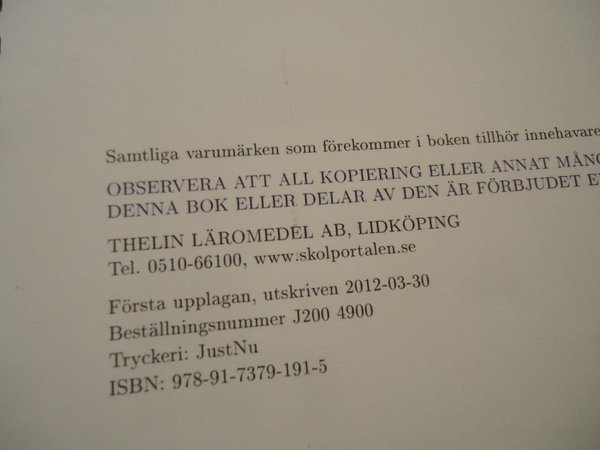 Samtliga varumärken som förekommer i boken tillhör innehavare
OBSERVERA ATT ALL KOPIERING ELLER ANNAT MÅNG
DENNA BOK ELLER DELAR AV DEN ÄR FÖRBJUDET E
THELIN LÄROMEDEL AB, LIDKÖPING
Tel. 0510-66100, www.skolportalen.se
Första upplagan, utskriven 2012-03-30
Beställningsnummer J200 4900
Tryckeri: JustNu
ISBN: 978-91-7379-191-5